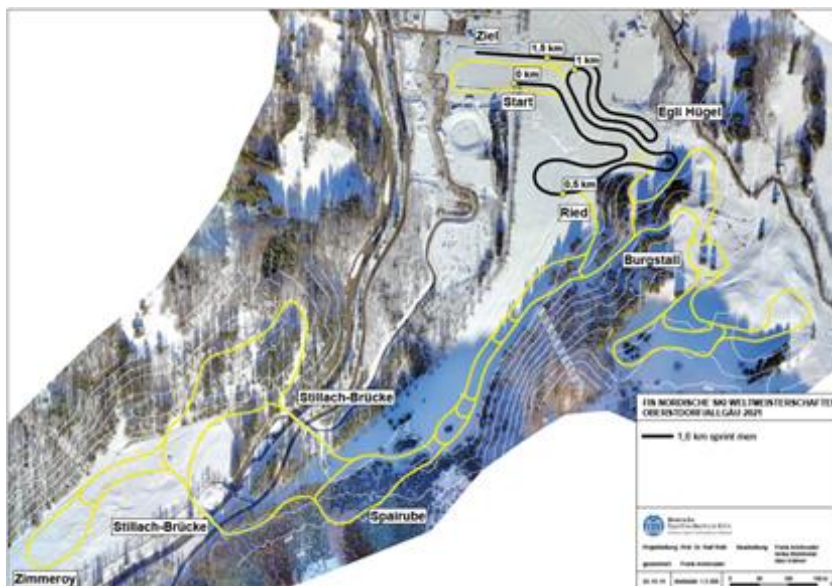 Ziel
1,5 km
1 km
0 km
Start
Egli Hügel
0,5 km
Ried
Burgstall
Stillach-Brücke
Stillach-Brücke
Spairube
Zimmeroy
FIS NORDISCHE SKI WELTMEISTERSCHAFTEN
OBERSTDORF/ALLGÄU 2021
1,6 km sprint men